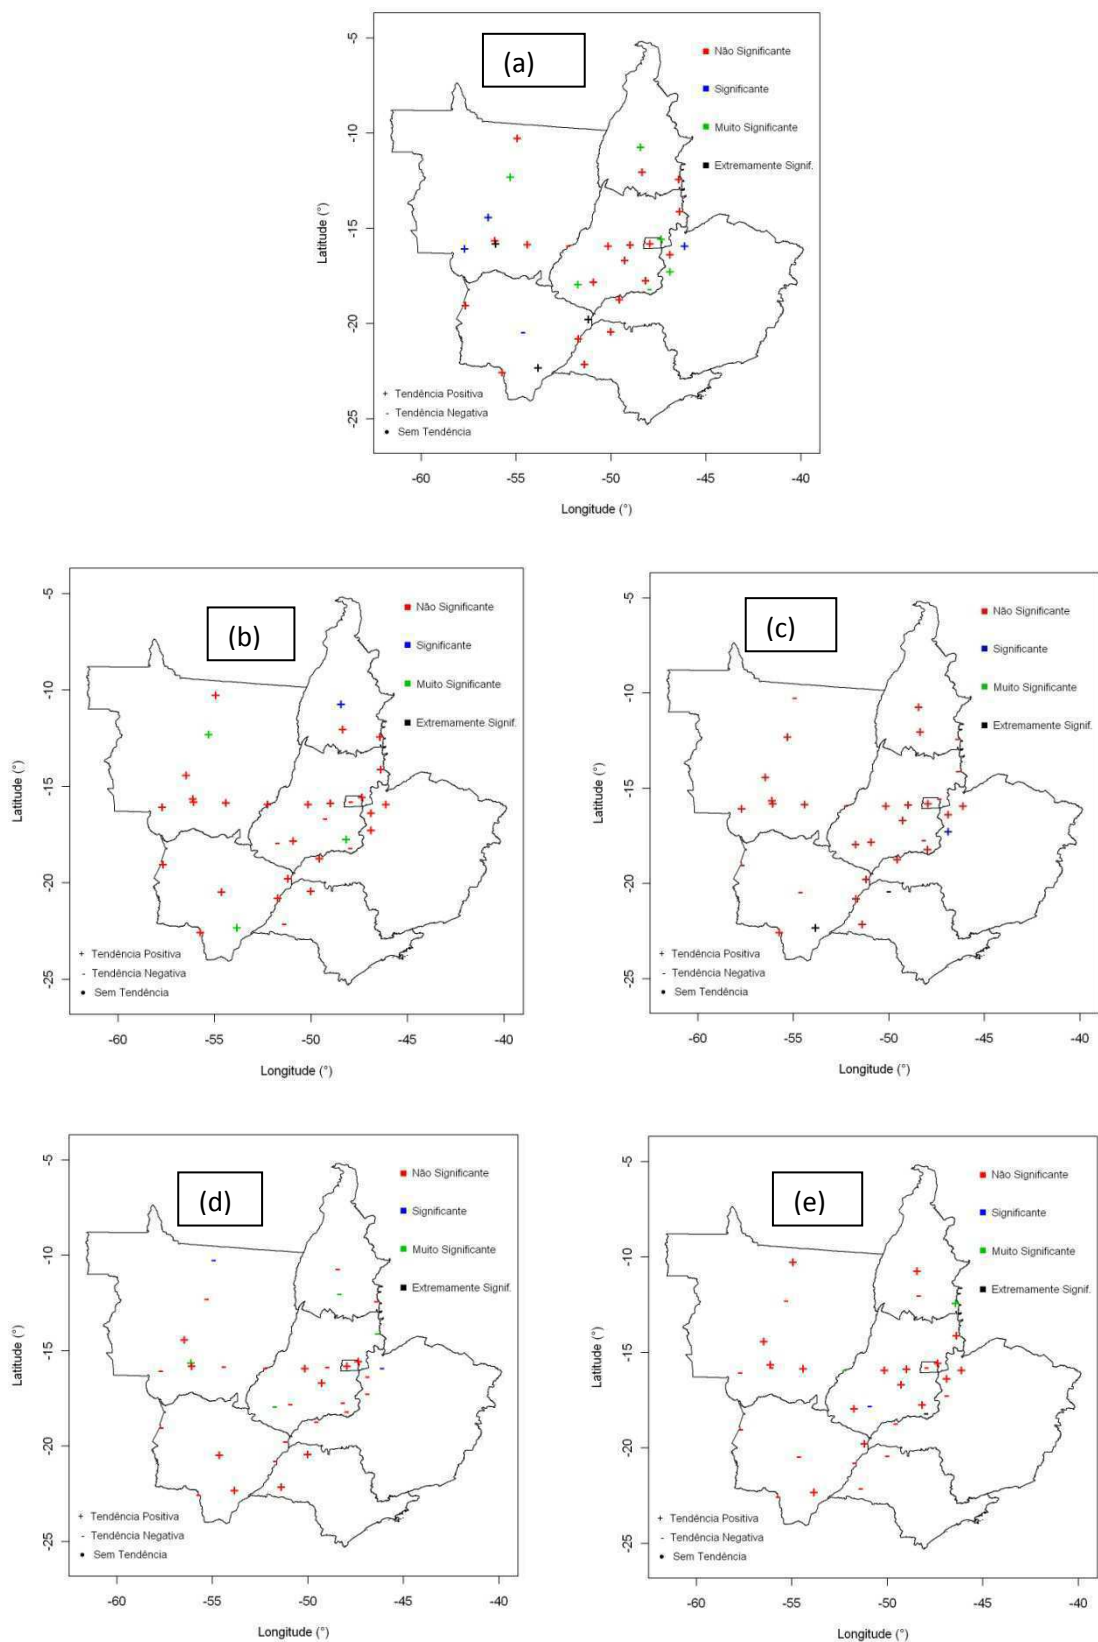 (a)
Não Significante
Significante
Muito Significante
Extremamente Signif.
Tendência Positiva
Tendência Negativa
Sem Tendência
Latitude (°)
-5
-10
-15
-20
-25
-60
-55
-50
-45
-40
Longitude (°)
(b)
Não Significante
Significante
Muito Significante
Extremamente Signif.
Tendência Positiva
Tendência Negativa
Sem Tendência
Latitude (°)
-5
-10
-15
-20
-25
-60
-55
-50
-45
-40
Longitude (°)
(c)
Não Significante
Significante
Muito Significante
Extremamente Signif.
Tendência Positiva
Tendência Negativa
Sem Tendência
Latitude (°)
-5
-10
-15
-20
-25
-60
-55
-50
-45
-40
Longitude (°)
(d)
Não Significante
Significante
Muito Significante
Extremamente Signif.
Tendência Positiva
Tendência Negativa
Sem Tendência
Latitude (°)
-5
-10
-15
-20
-25
-60
-55
-50
-45
-40
Longitude (°)
(e)
Não Significante
Significante
Muito Significante
Extremamente Signif.
Tendência Positiva
Tendência Negativa
Sem Tendência
Latitude (°)
-5
-10
-15
-20
-25
-60
-55
-50
-45
-40
Longitude (°)